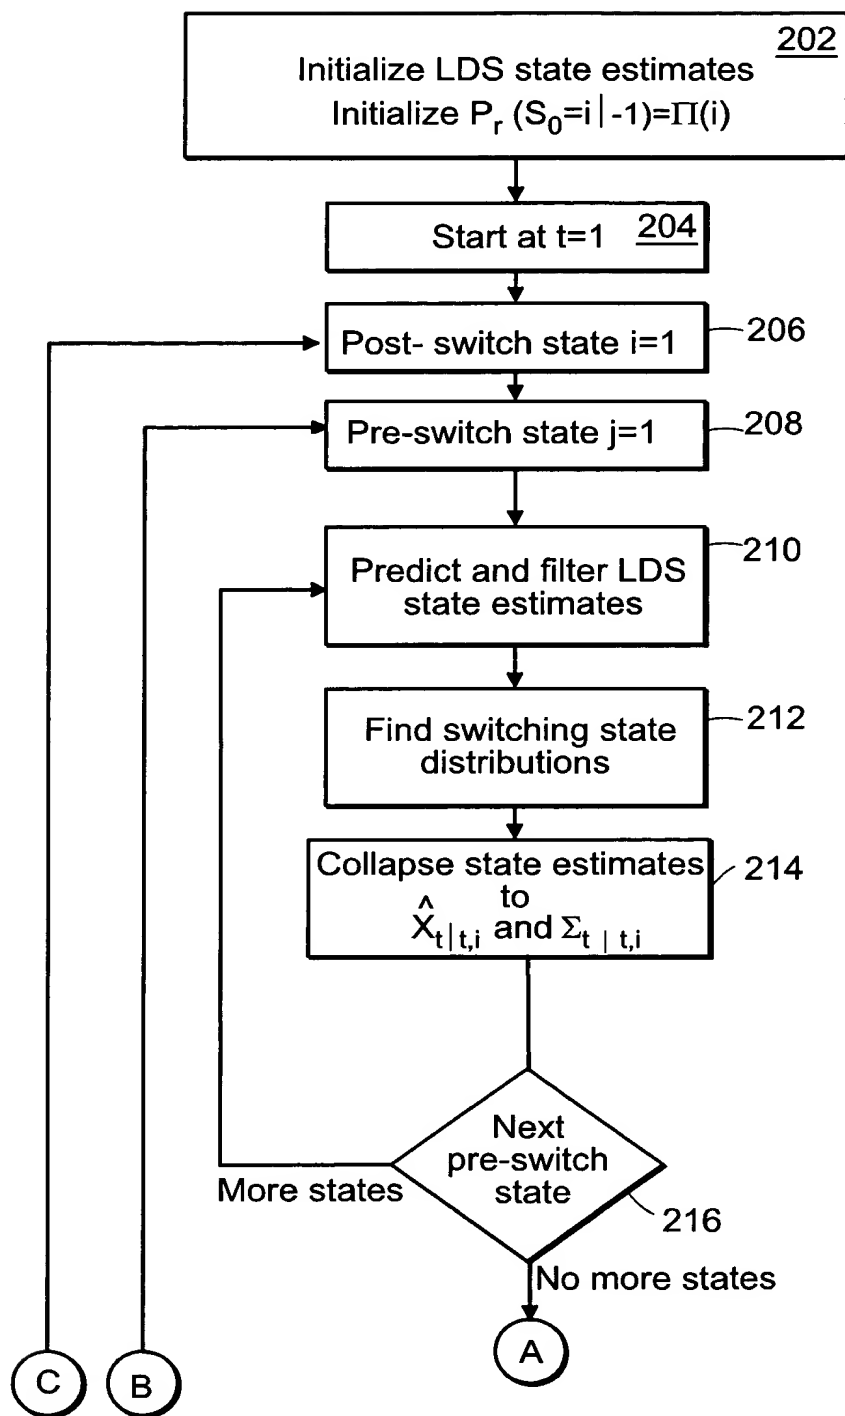 202
Initialize LDS state estimates
Initialize P_r (S_0=i | -1)=Π(i)
Start at t=1
204
Post- switch state i=1
206
Pre-switch state j=1
208
Predict and filter LDS
state estimates
210
Find switching state
distributions
212
Collapse state estimates
to
X̂_t|t,i and Σ_t | t,i
214
Next
pre-switch
state
More states
216
No more states
A
C
B